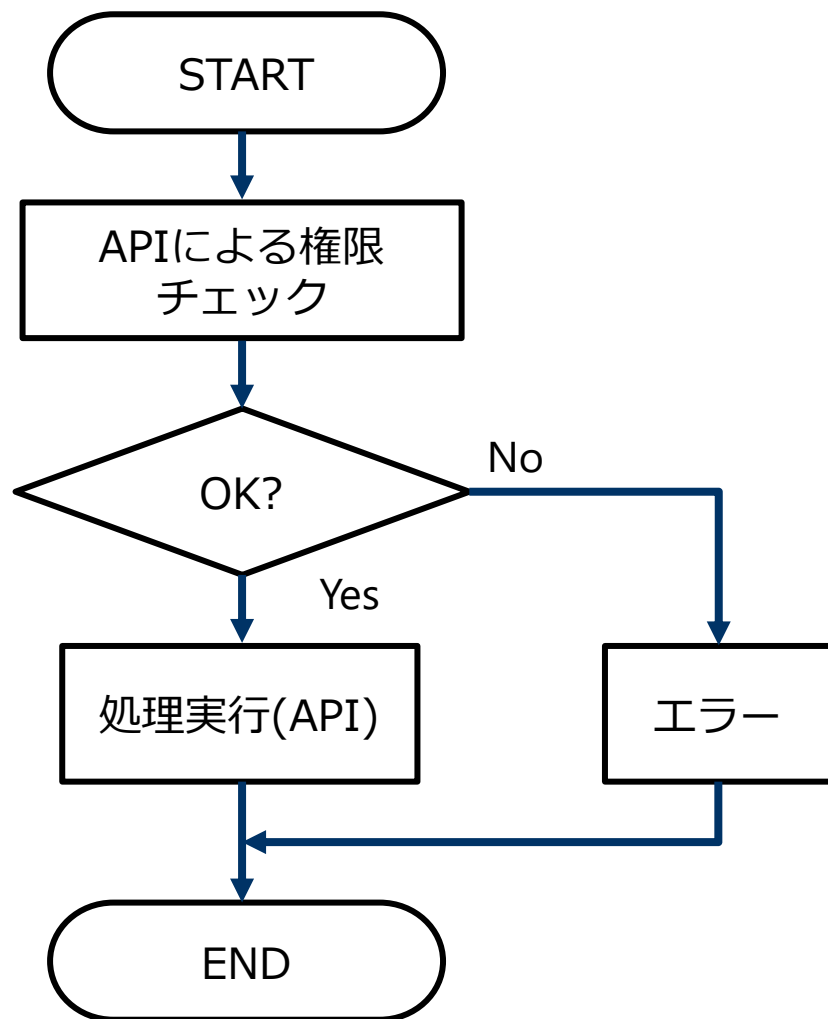 START
APIによる権限
チェック
OK?
No
Yes
処理実行(API)
エラー
END